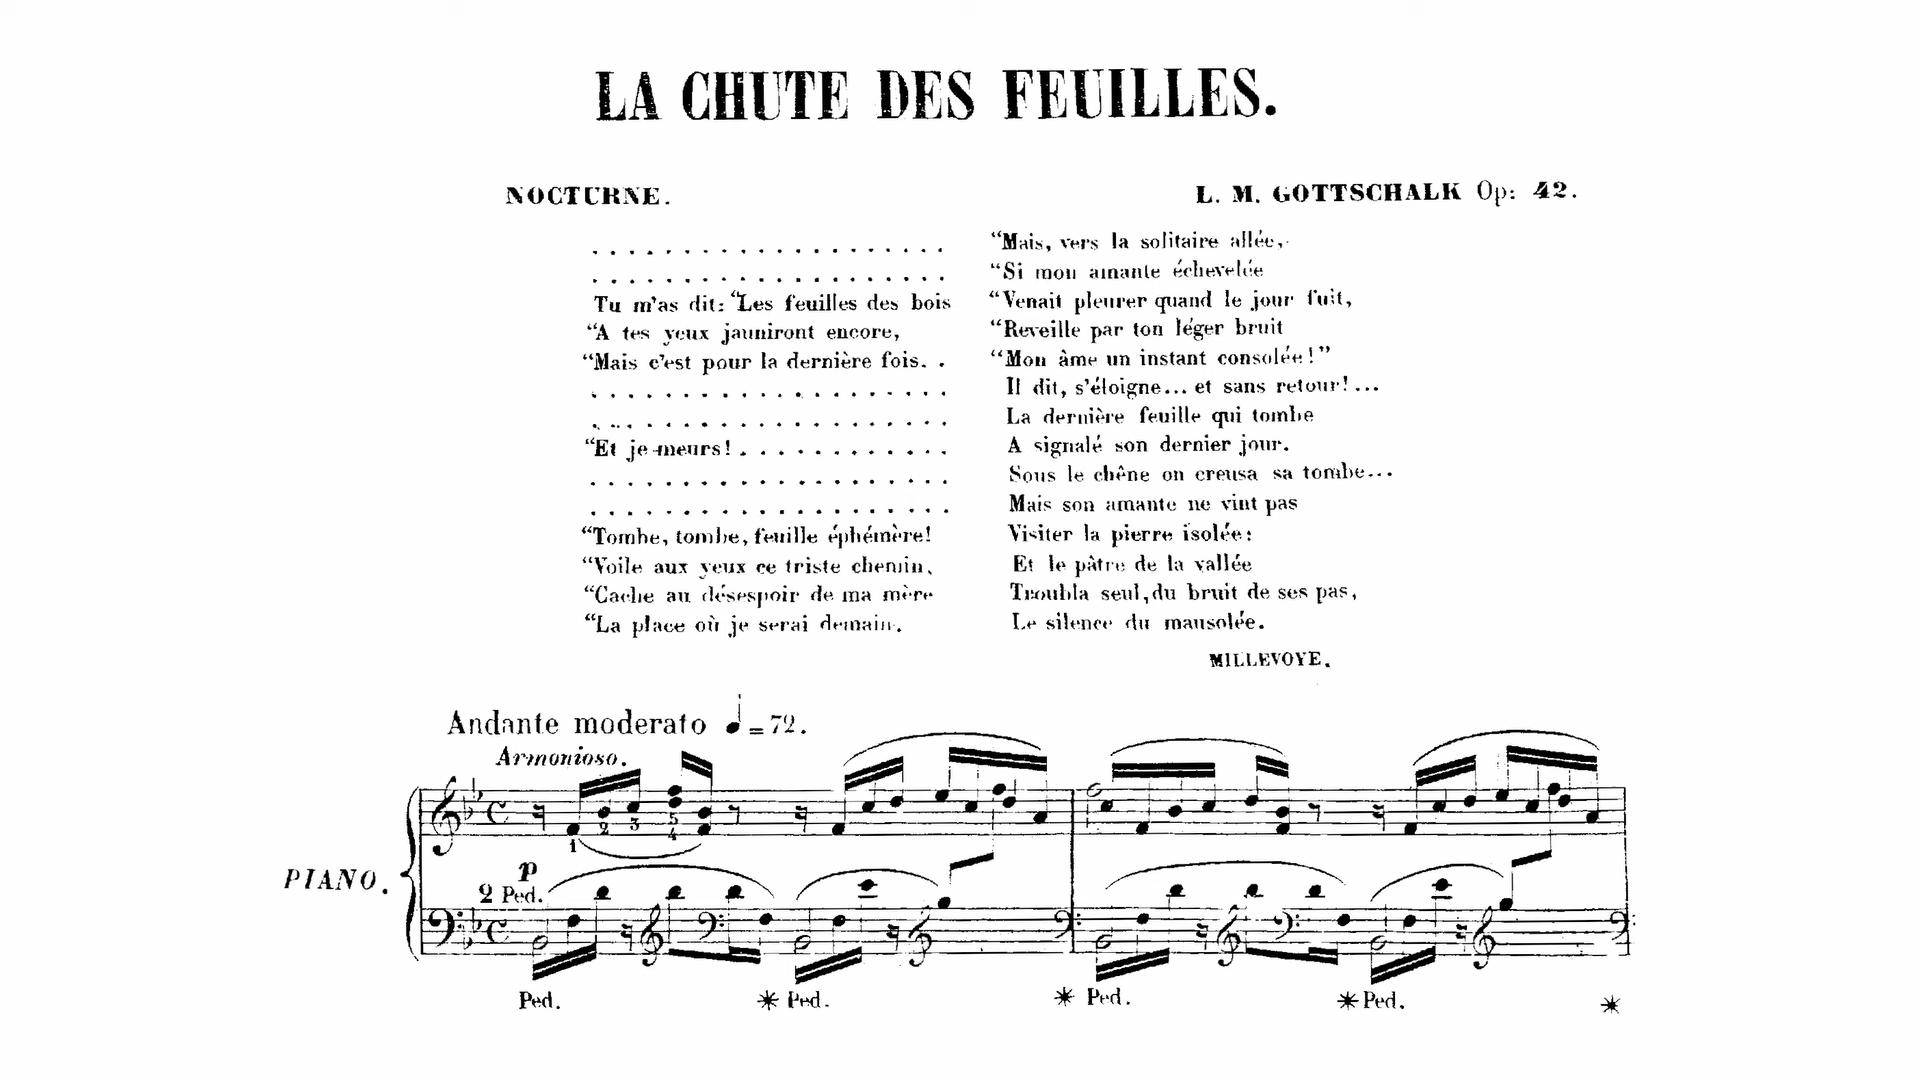 LA CHUTE DES FEUILLES.
NOCTURNE.
L. M. GOTTSCHALK Op: 42.
. . . . . . . . . . . . . . . . . . . .
. . . . . . . . . . . . . . . . . . . .
Tu m'as dit: “Les feuilles des bois
“A tes yeux jauniront encore,
“Mais c'est pour la dernière fois. .
. . . . . . . . . . . . . . . . . . . .
. . . . . . . . . . . . . . . . . . . .
“Et je meurs! . . . . . . . . . . . .
. . . . . . . . . . . . . . . . . . . .
. . . . . . . . . . . . . . . . . . . .
“Tombe, tombe, feuille éphémère!
“Voile aux yeux ce triste chemin,
“Cache au désespoir de ma mère
“La place où je serai demain.
“Mais, vers la solitaire allée,
“Si mon amante échevelée
“Venait pleurer quand le jour fuit,
“Reveille par ton léger bruit
“Mon âme un instant consolée!”
Il dit, s'éloigne... et sans retour!...
La dernière feuille qui tombe
A signalé son dernier jour.
Sous le chêne on creusa sa tombe...
Mais son amante ne vint pas
Visiter la pierre isolée:
Et le pâtre de la vallée
Troubla seul, du bruit de ses pas,
Le silence du mausolée.
MILLEVOYE.
Andante moderato ♩=72.
Armonioso.
1 2 3 5 4
PIANO.
p
2 Ped.
Ped. * Ped. * Ped. * Ped. *